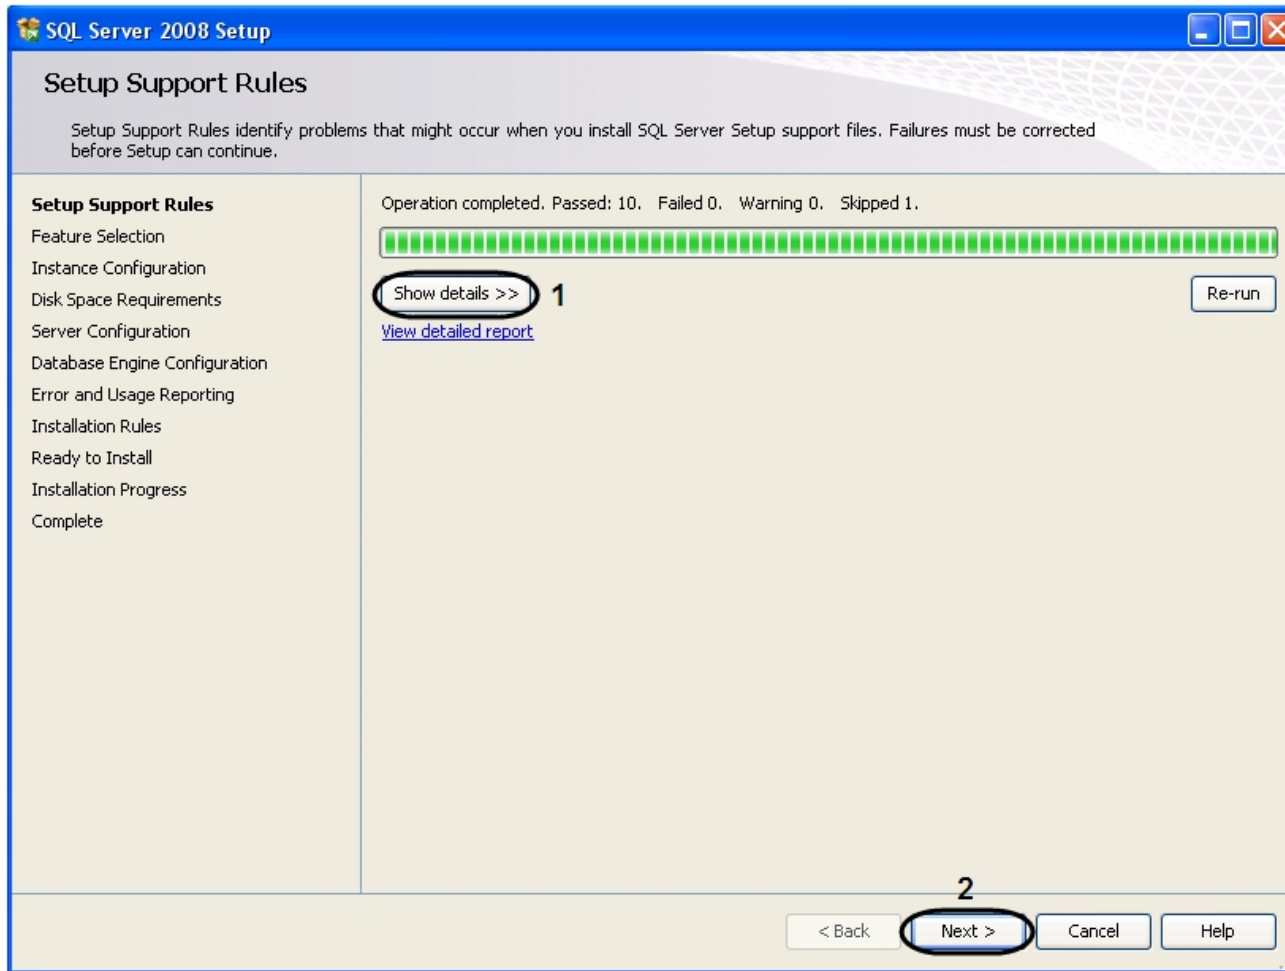 SQL Server 2008 Setup
Setup Support Rules
Setup Support Rules identify problems that might occur when you install SQL Server Setup support files. Failures must be corrected
before Setup can continue.
Setup Support Rules
Feature Selection
Instance Configuration
Disk Space Requirements
Server Configuration
Database Engine Configuration
Error and Usage Reporting
Installation Rules
Ready to Install
Installation Progress
Complete
Operation completed. Passed: 10. Failed 0. Warning 0. Skipped 1.
Show details >> 1
Re-run
View detailed report
2
< Back Next > Cancel Help